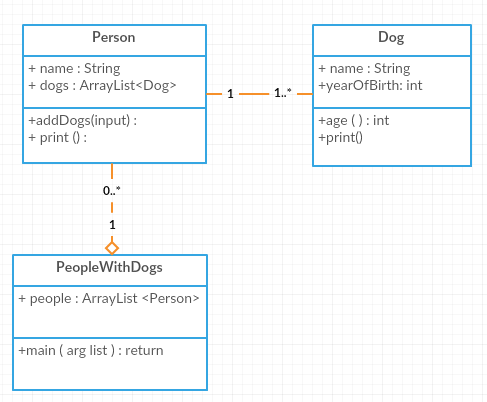 Person
+ name : String
+ dogs : ArrayList<Dog>
+addDogs(input) :
+ print () :
1
1..*
Dog
+ name : String
+yearOfBirth: int
+age ( ) : int
+print()
0..*
1
PeopleWithDogs
+ people : ArrayList <Person>
+main ( arg list ) : return